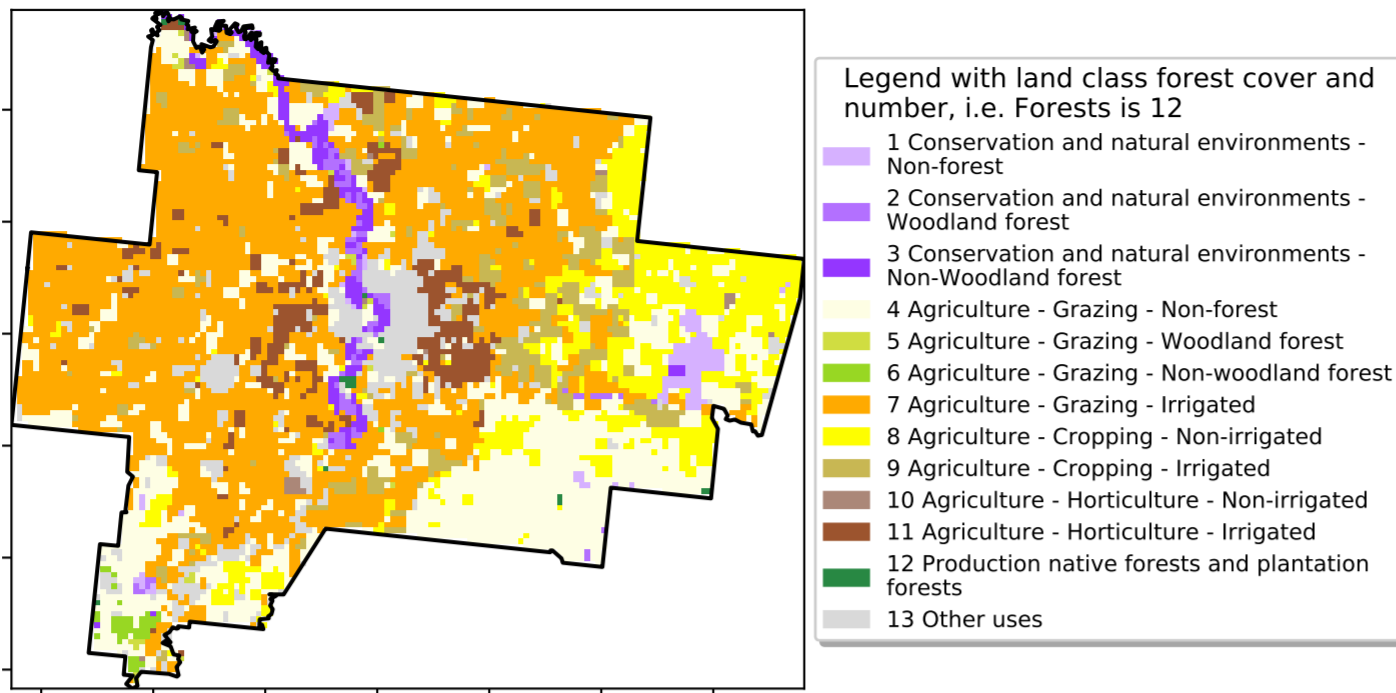 Legend with land class forest cover and
number, i.e. Forests is 12
1 Conservation and natural environments -
Non-forest
2 Conservation and natural environments -
Woodland forest
3 Conservation and natural environments -
Non-Woodland forest
4 Agriculture - Grazing - Non-forest
5 Agriculture - Grazing - Woodland forest
6 Agriculture - Grazing - Non-woodland forest
7 Agriculture - Grazing - Irrigated
8 Agriculture - Cropping - Non-irrigated
9 Agriculture - Cropping - Irrigated
10 Agriculture - Horticulture - Non-irrigated
11 Agriculture - Horticulture - Irrigated
12 Production native forests and plantation
forests
13 Other uses